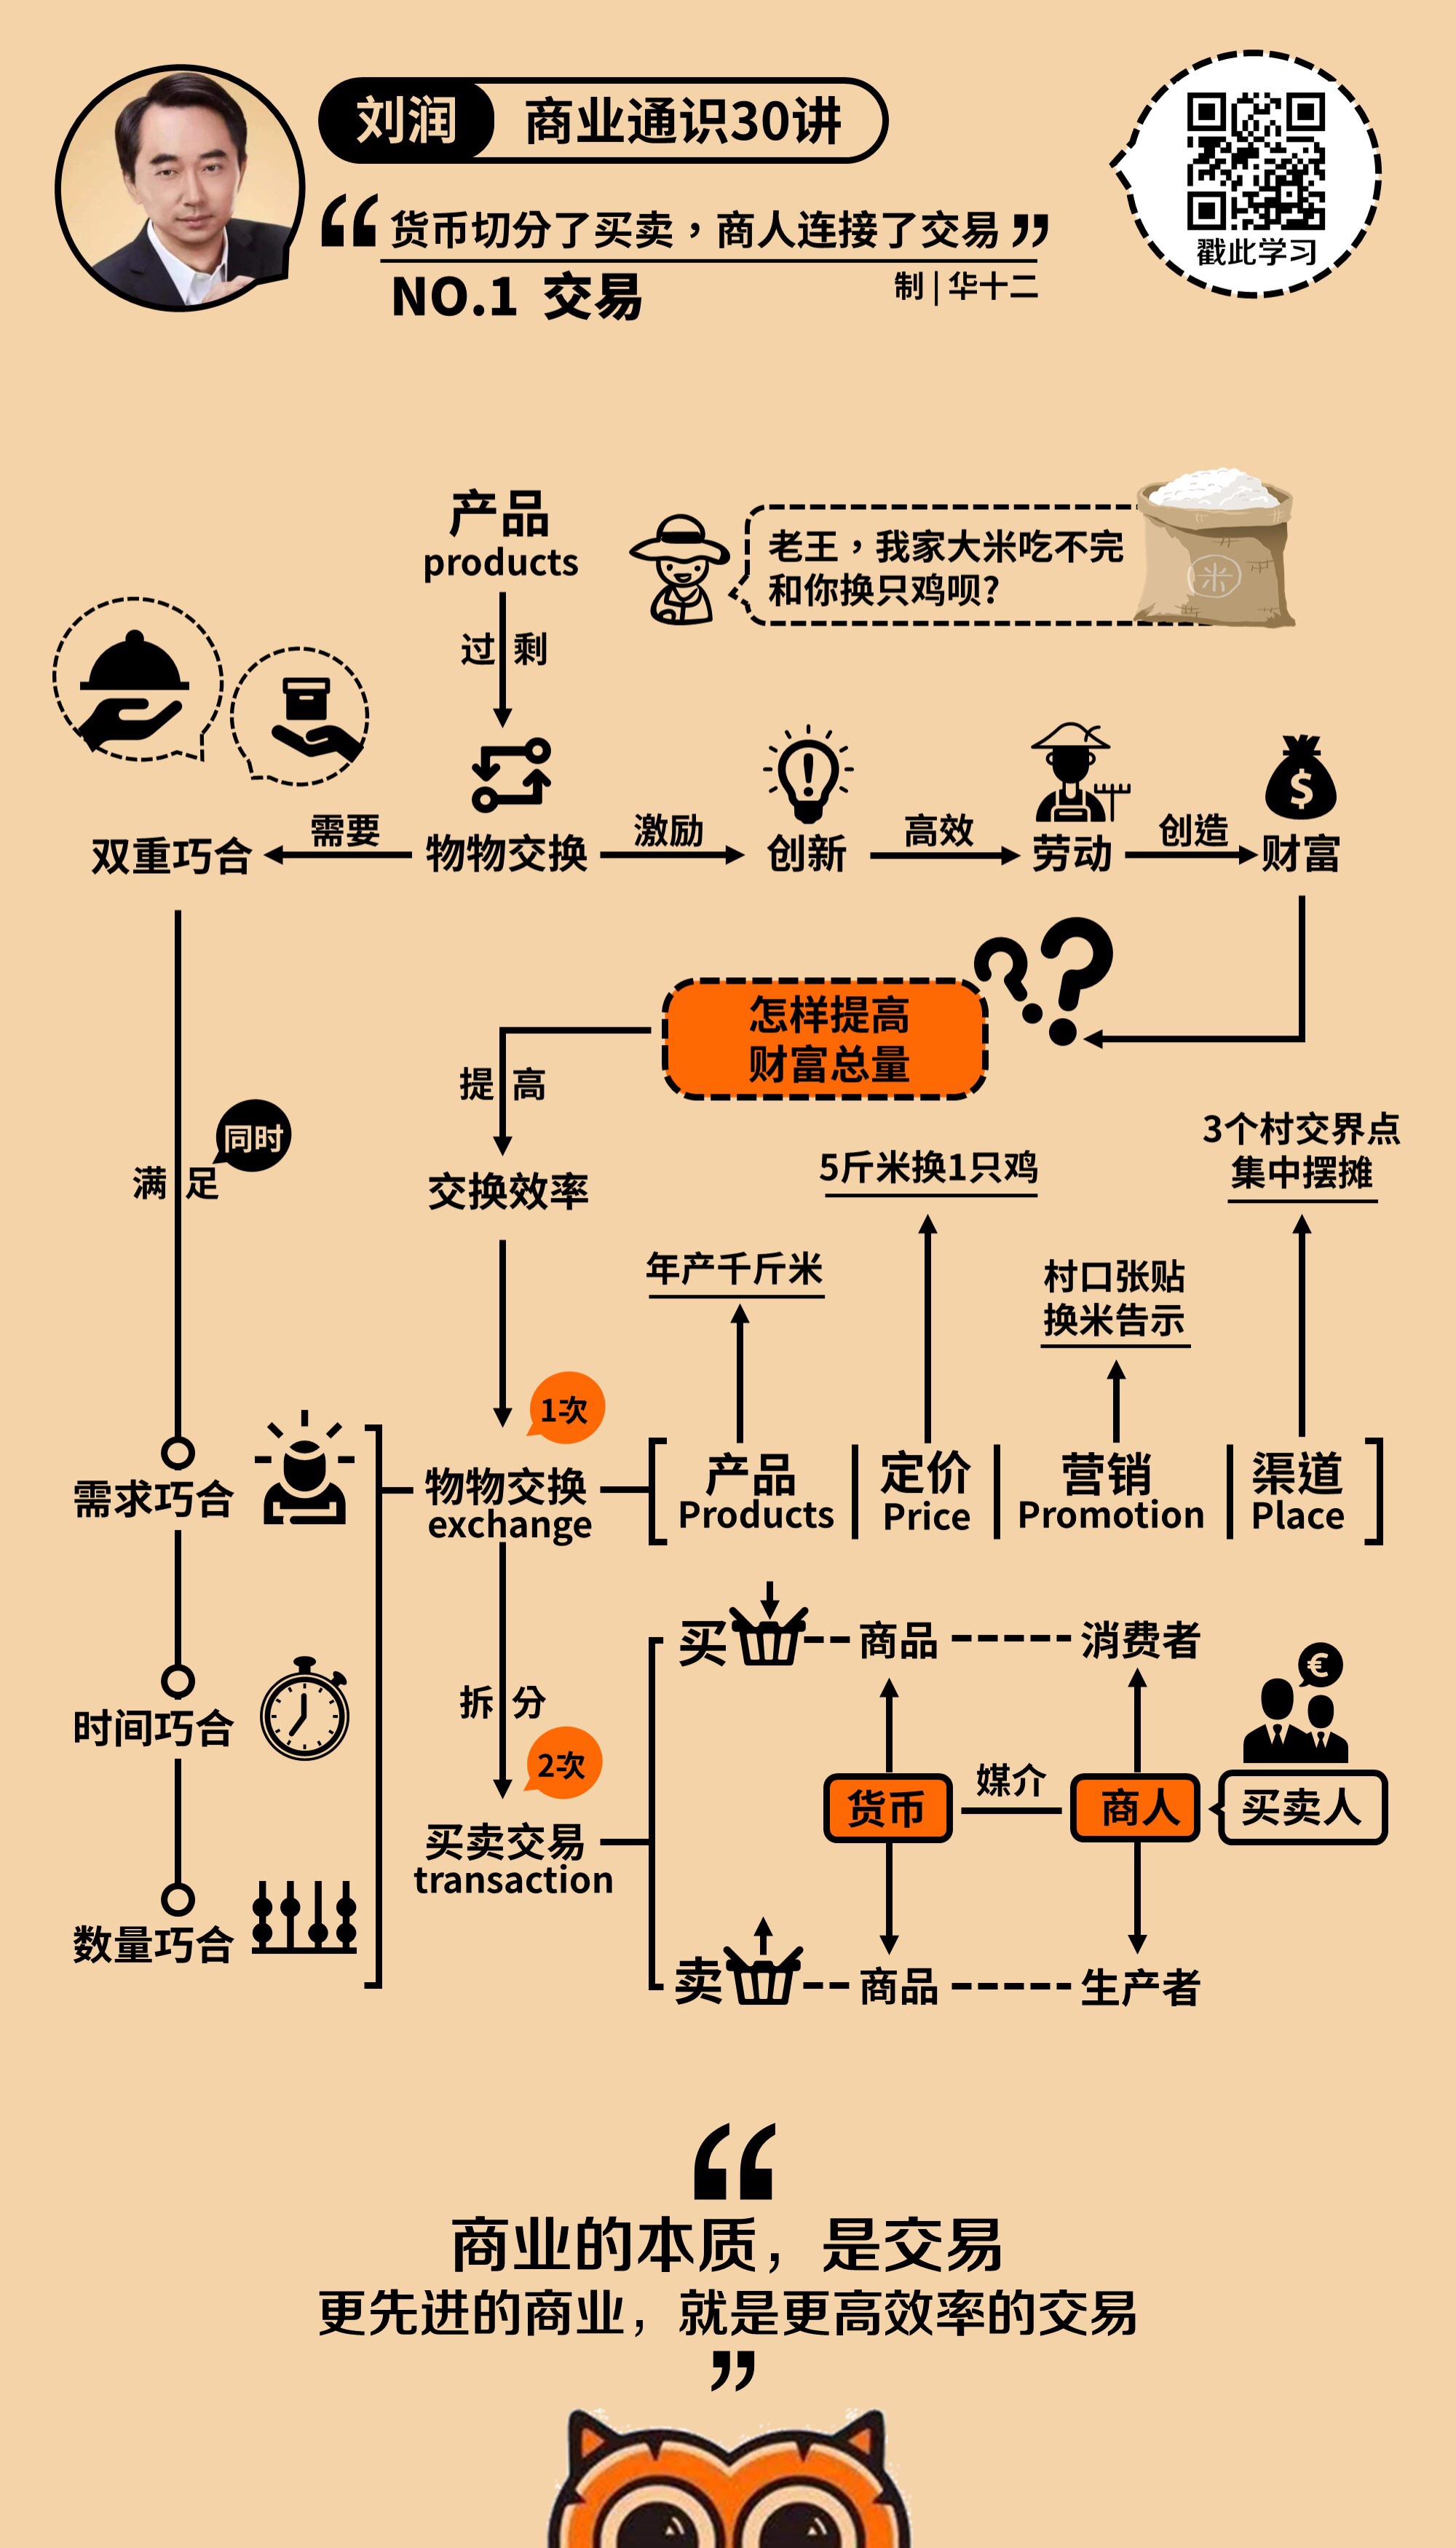 刘润 商业通识30讲
“货币切分了买卖，商人连接了交易”
NO.1 交易
制 | 华十二
戳此学习
产品
products
老王，我家大米吃不完
和你换只鸡呗?
米
过 剩
双重巧合
需要
物物交换
激励
创新
高效
劳动
创造
财富
$
怎样提高
财富总量
??
提 高
交换效率
同时
满 足
5斤米换1只鸡
3个村交界点
集中摆摊
年产千斤米
村口张贴
换米告示
1次
需求巧合
物物交换
exchange
产品
Products
定价
Price
营销
Promotion
渠道
Place
时间巧合
数量巧合
拆 分
2次
买卖交易
transaction
买
商品
消费者
€
货币
媒介
商人
买卖人
卖
商品
生产者
“
商业的本质，是交易
更先进的商业，就是更高效率的交易
”